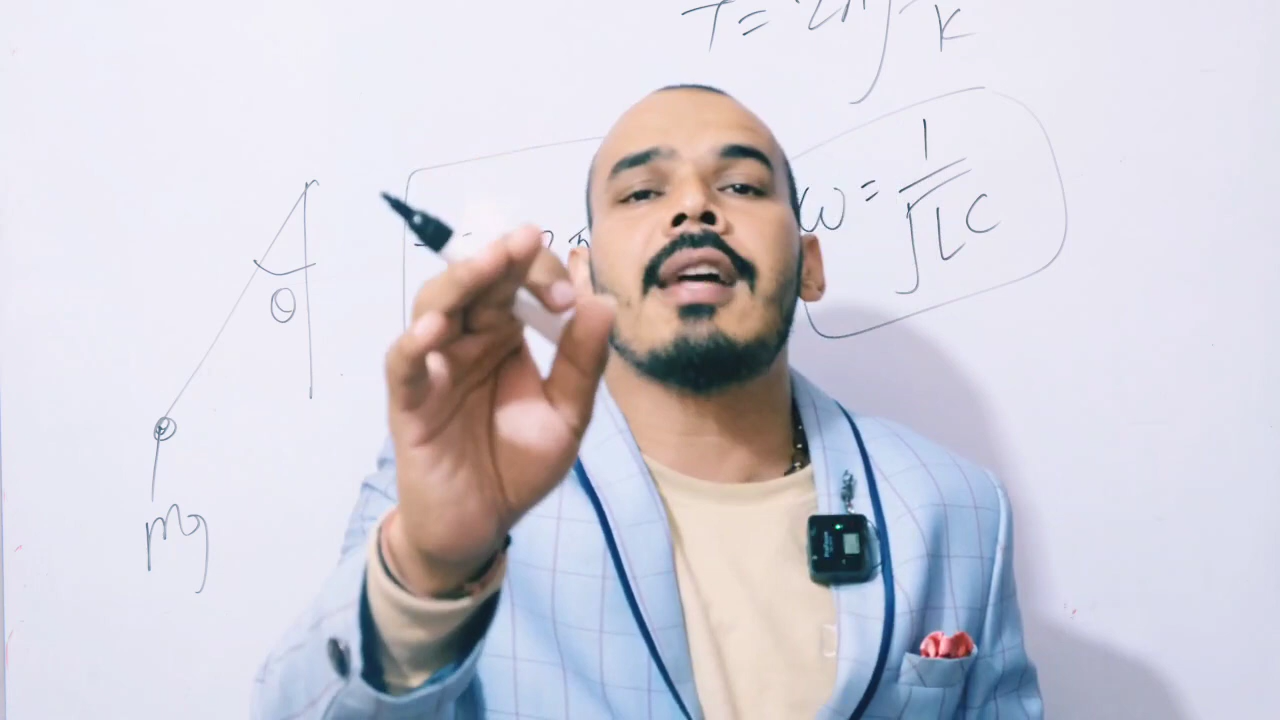 T = 2π√ K
ω = 1/√LC
θ
mg